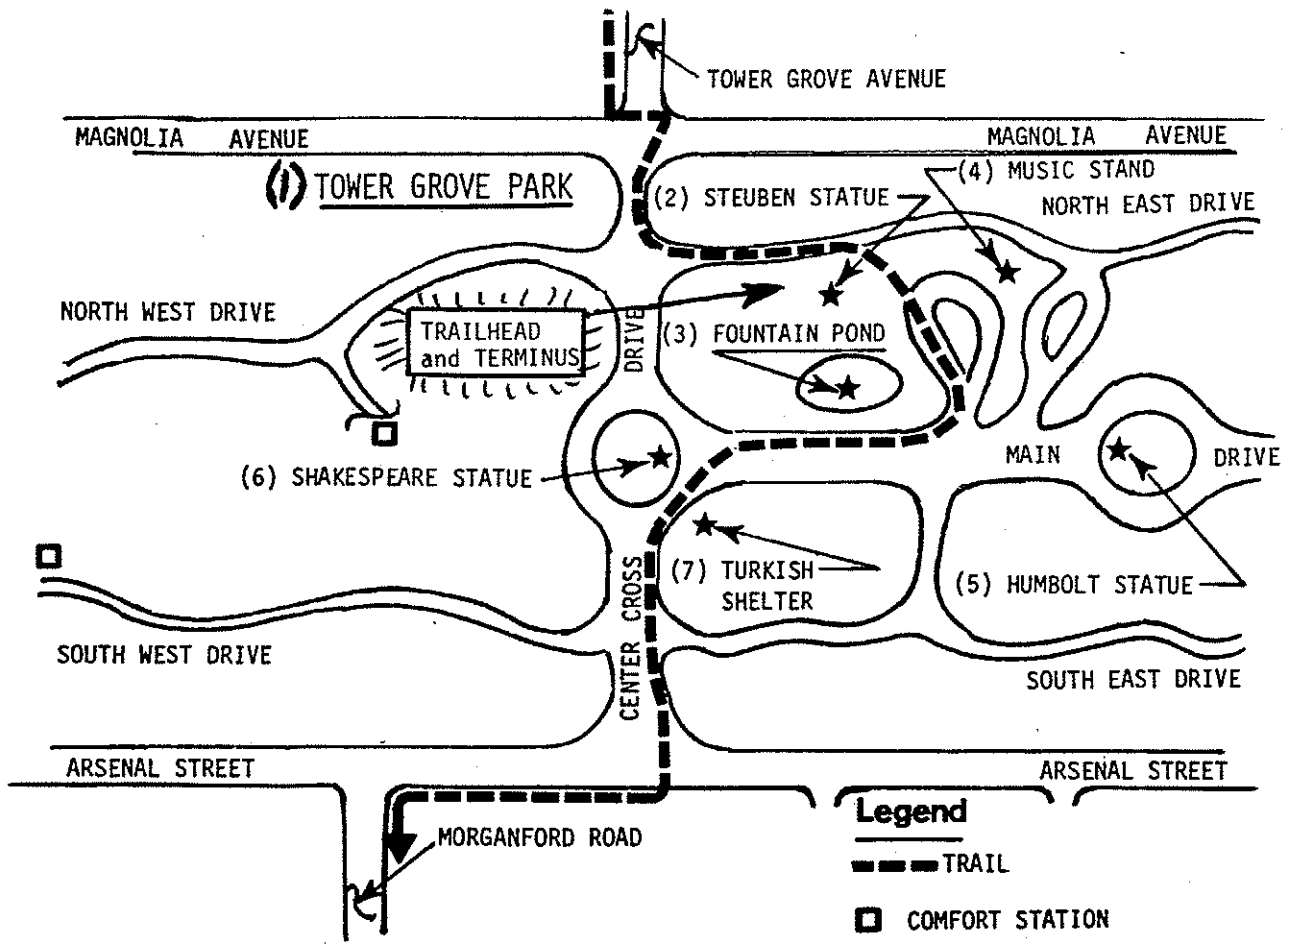 TOWER GROVE AVENUE
MAGNOLIA AVENUE
MAGNOLIA AVENUE
(1) TOWER GROVE PARK
(4) MUSIC STAND
(2) STEUBEN STATUE
NORTH EAST DRIVE
NORTH WEST DRIVE
TRAILHEAD
and TERMINUS
DRIVE
(3) FOUNTAIN POND
(6) SHAKESPEARE STATUE
MAIN DRIVE
(7) TURKISH
SHELTER
(5) HUMBOLT STATUE
CENTER CROSS
SOUTH WEST DRIVE
SOUTH EAST DRIVE
ARSENAL STREET
ARSENAL STREET
MORGANFORD ROAD
Legend
TRAIL
COMFORT STATION